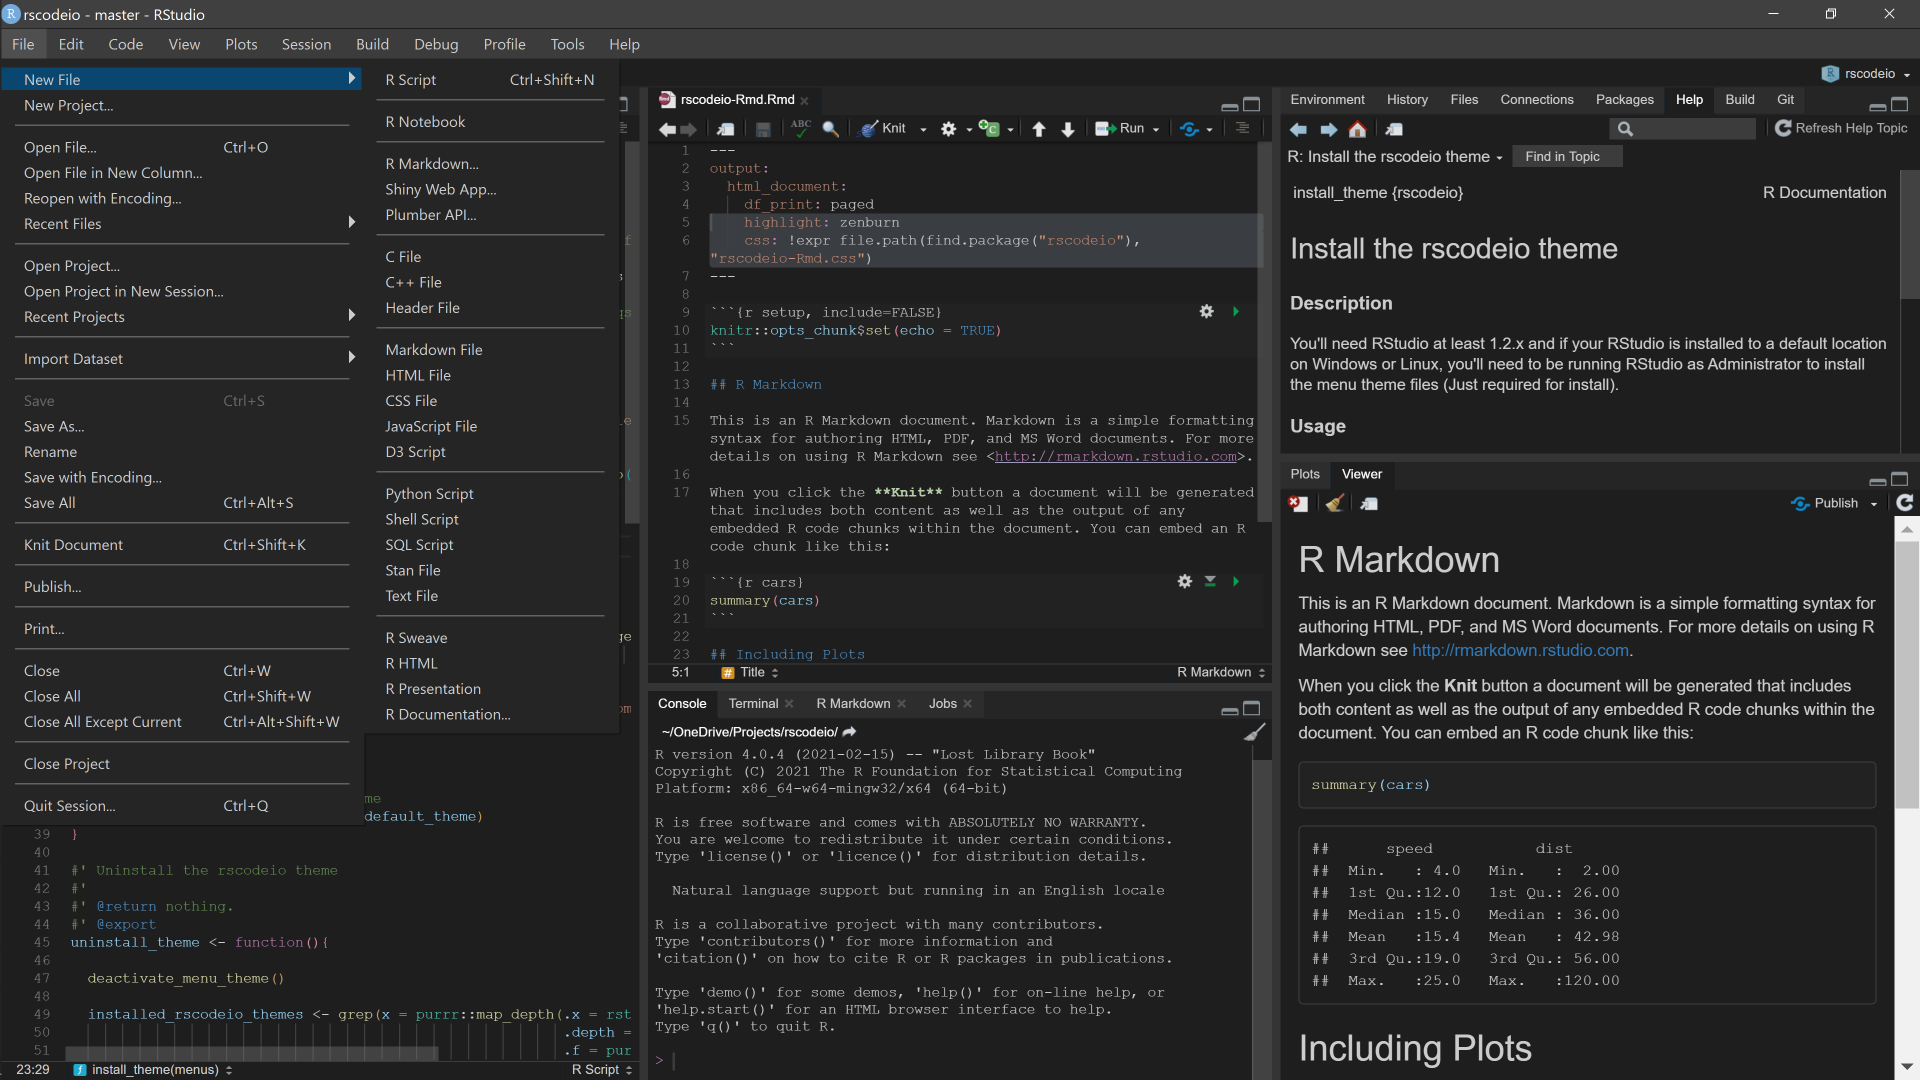 rscodeio - master - RStudio
File Edit Code View Plots Session Build Debug Profile Tools Help
rscodeio
New File
New Project...
Open File... Ctrl+O
Open File in New Column...
Reopen with Encoding...
Recent Files
Open Project...
Open Project in New Session...
Recent Projects
Import Dataset
Save Ctrl+S
Save As...
Rename
Save with Encoding...
Save All Ctrl+Alt+S
Knit Document Ctrl+Shift+K
Publish...
Print...
Close Ctrl+W
Close All Ctrl+Shift+W
Close All Except Current Ctrl+Alt+Shift+W
Close Project
Quit Session... Ctrl+Q
R Script Ctrl+Shift+N
R Notebook
R Markdown...
Shiny Web App...
Plumber API...
C File
C++ File
Header File
Markdown File
HTML File
CSS File
JavaScript File
D3 Script
Python Script
Shell Script
SQL Script
Stan File
Text File
R Sweave
R HTML
R Presentation
R Documentation...
me
default_theme)
39 }
40
41 #' Uninstall the rscodeio theme
42 #'
43 #' @return nothing.
44 #' @export
45 uninstall_theme <- function(){
46
47 deactivate_menu_theme()
48
49 installed_rscodeio_themes <- grep(x = purrr::map_depth(.x = rst
50 .depth =
51 .f = pur
23:29 install_theme(menus) R Script
rscodeio-Rmd.Rmd
ABC Knit Run
1 ---
2 output:
3 html_document:
4 df_print: paged
5 highlight: zenburn
6 css: !expr file.path(find.package("rscodeio"),
"rscodeio-Rmd.css")
7 ---
8
9 ```{r setup, include=FALSE}
10 knitr::opts_chunk$set(echo = TRUE)
11 ```
12
13 ## R Markdown
14
15 This is an R Markdown document. Markdown is a simple formatting
syntax for authoring HTML, PDF, and MS Word documents. For more
details on using R Markdown see <http://rmarkdown.rstudio.com>.
16
17 When you click the **Knit** button a document will be generated
that includes both content as well as the output of any
embedded R code chunks within the document. You can embed an R
code chunk like this:
18
19 ```{r cars}
20 summary(cars)
21 ```
22
23 ## Including Plots
5:1 # Title R Markdown
Console Terminal R Markdown Jobs
~/OneDrive/Projects/rscodeio/
R version 4.0.4 (2021-02-15) -- "Lost Library Book"
Copyright (C) 2021 The R Foundation for Statistical Computing
Platform: x86_64-w64-mingw32/x64 (64-bit)
R is free software and comes with ABSOLUTELY NO WARRANTY.
You are welcome to redistribute it under certain conditions.
Type 'license()' or 'licence()' for distribution details.
Natural language support but running in an English locale
R is a collaborative project with many contributors.
Type 'contributors()' for more information and
'citation()' on how to cite R or R packages in publications.
Type 'demo()' for some demos, 'help()' for on-line help, or
'help.start()' for an HTML browser interface to help.
Type 'q()' to quit R.
>
Environment History Files Connections Packages Help Build Git
Refresh Help Topic
R: Install the rscodeio theme Find in Topic
install_theme {rscodeio} R Documentation
Install the rscodeio theme
Description
You'll need RStudio at least 1.2.x and if your RStudio is installed to a default location
on Windows or Linux, you'll need to be running RStudio as Administrator to install
the menu theme files (Just required for install).
Usage
Plots Viewer
Publish
R Markdown
This is an R Markdown document. Markdown is a simple formatting syntax for
authoring HTML, PDF, and MS Word documents. For more details on using R
Markdown see http://rmarkdown.rstudio.com.
When you click the Knit button a document will be generated that includes
both content as well as the output of any embedded R code chunks within the
document. You can embed an R code chunk like this:
summary(cars)
## speed dist
## Min. : 4.0 Min. : 2.00
## 1st Qu.:12.0 1st Qu.: 26.00
## Median :15.0 Median : 36.00
## Mean :15.4 Mean : 42.98
## 3rd Qu.:19.0 3rd Qu.: 56.00
## Max. :25.0 Max. :120.00
Including Plots